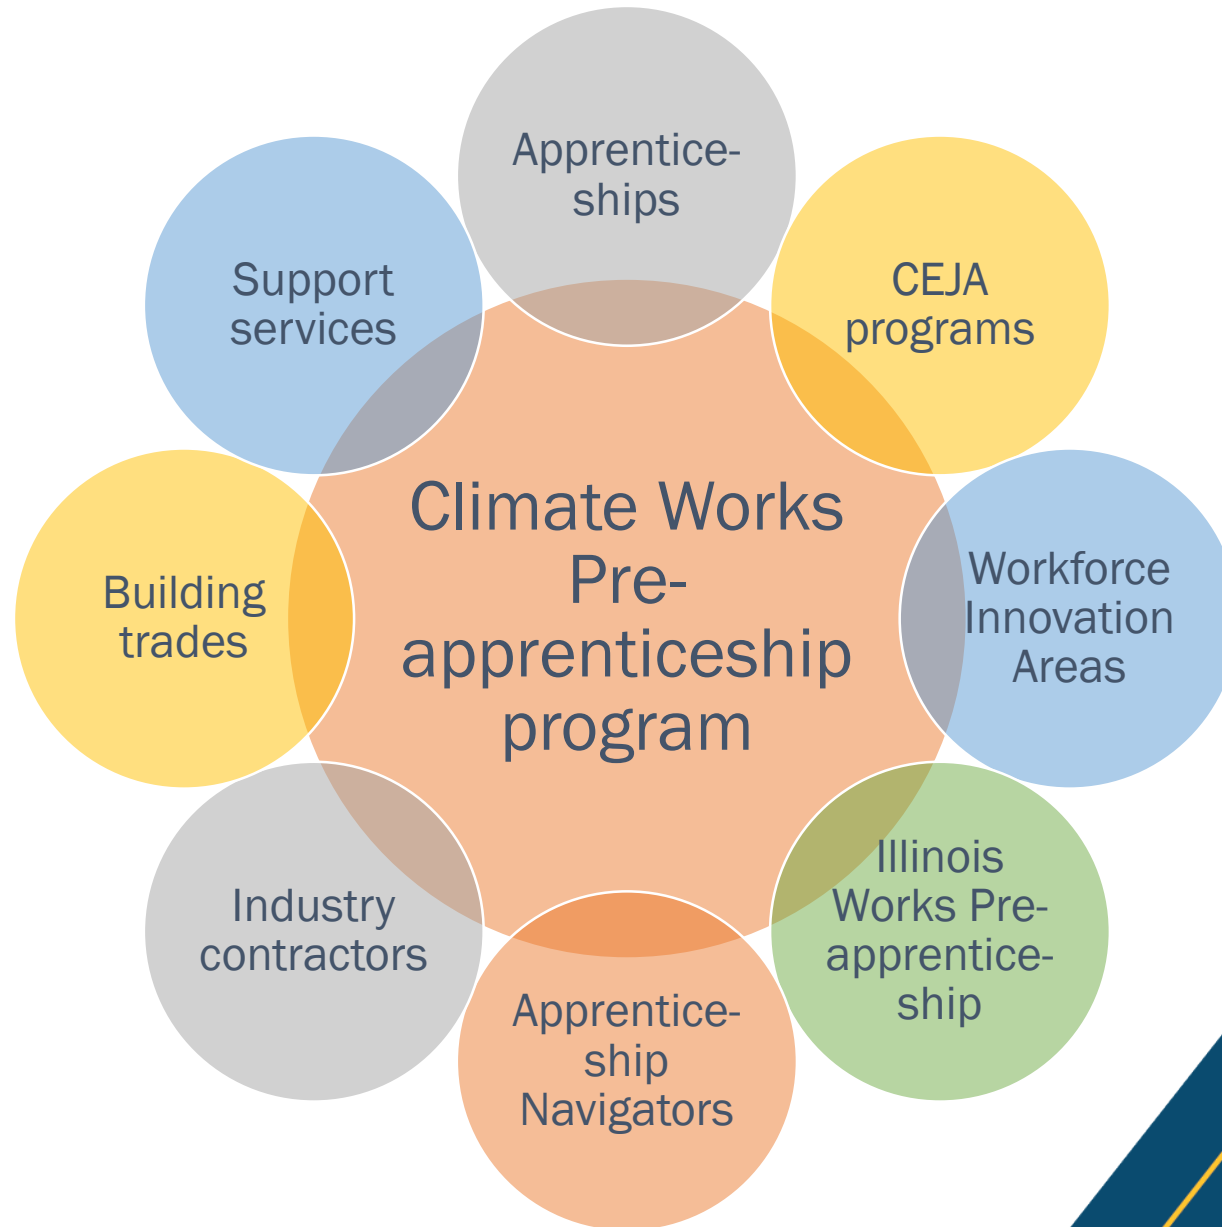 Apprentice-
ships
CEJA
programs
Workforce
Innovation
Areas
Illinois
Works Pre-
apprentice-
ship
Apprentice-
ship
Navigators
Industry
contractors
Building
trades
Support
services
Climate Works
Pre-
apprenticeship
program